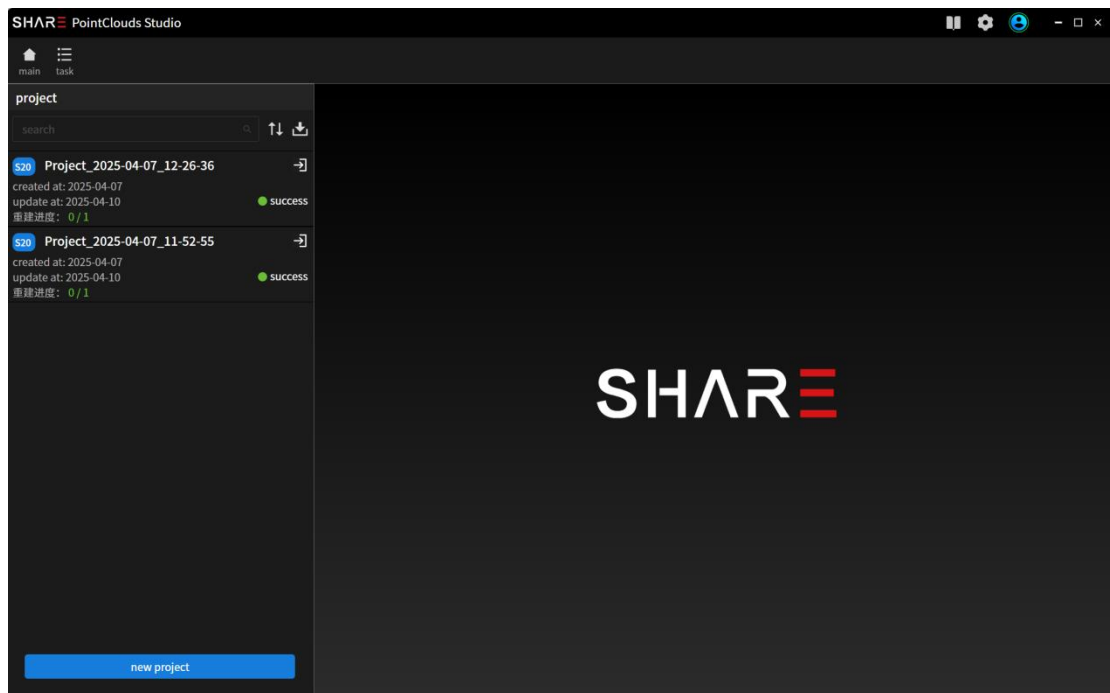 SHARE PointClouds Studio
main task
project
search
S20 Project_2025-04-07_12-26-36
created at: 2025-04-07
update at: 2025-04-10
success
重建进度: 0 / 1
S20 Project_2025-04-07_11-52-55
created at: 2025-04-07
update at: 2025-04-10
success
重建进度: 0 / 1
SHARE
new project